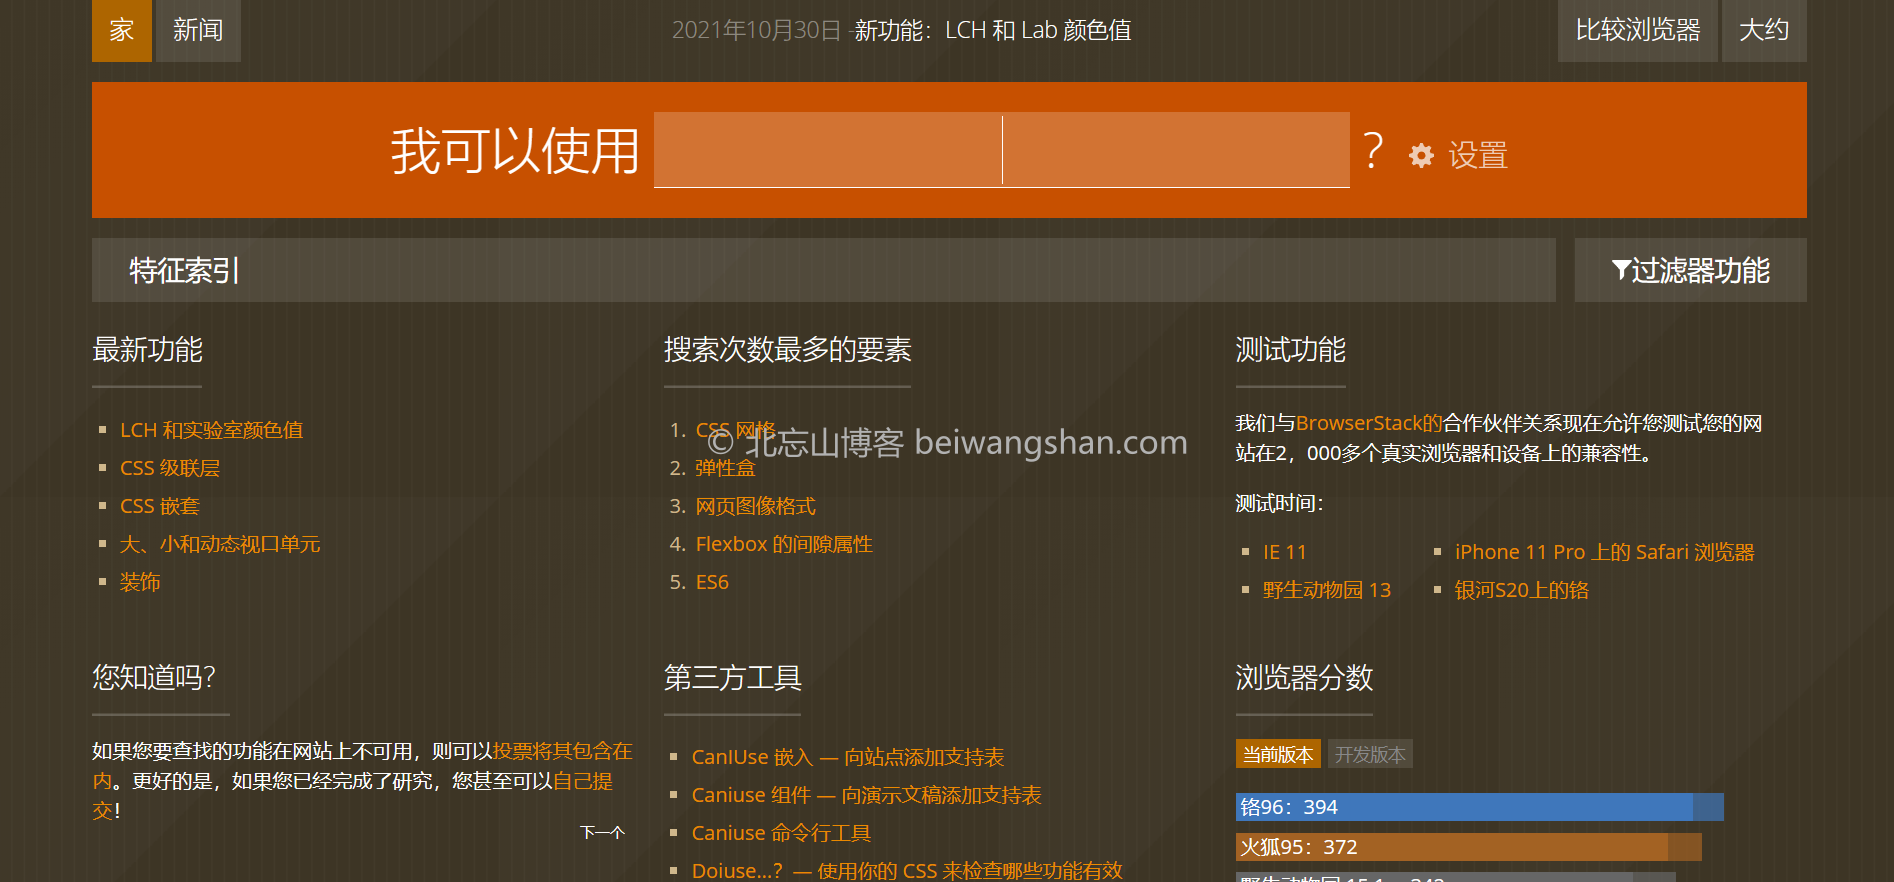 家
新闻
2021年10月30日 -新功能：LCH 和 Lab 颜色值
比较浏览器
大约
我可以使用
?
设置
特征索引
过滤器功能
最新功能
LCH 和实验室颜色值
CSS 级联层
CSS 嵌套
大、小和动态视口单元
装饰
搜索次数最多的要素
1. CSS 网格
2. 弹性盒
3. 网页图像格式
4. Flexbox 的间隙属性
5. ES6
© 北忘山博客 beiwangshan.com
测试功能
我们与BrowserStack的合作伙伴关系现在允许您测试您的网
站在2，000多个真实浏览器和设备上的兼容性。
测试时间：
IE 11
iPhone 11 Pro 上的 Safari 浏览器
野生动物园 13
银河S20上的铬
您知道吗？
如果您要查找的功能在网站上不可用，则可以投票将其包含在
内。更好的是，如果您已经完成了研究，您甚至可以自己提
交！
下一个
第三方工具
CanIUse 嵌入 — 向站点添加支持表
Caniuse 组件 — 向演示文稿添加支持表
Caniuse 命令行工具
Doiuse...？ — 使用你的 CSS 来检查哪些功能有效
浏览器分数
当前版本
开发版本
铬96：394
火狐95：372